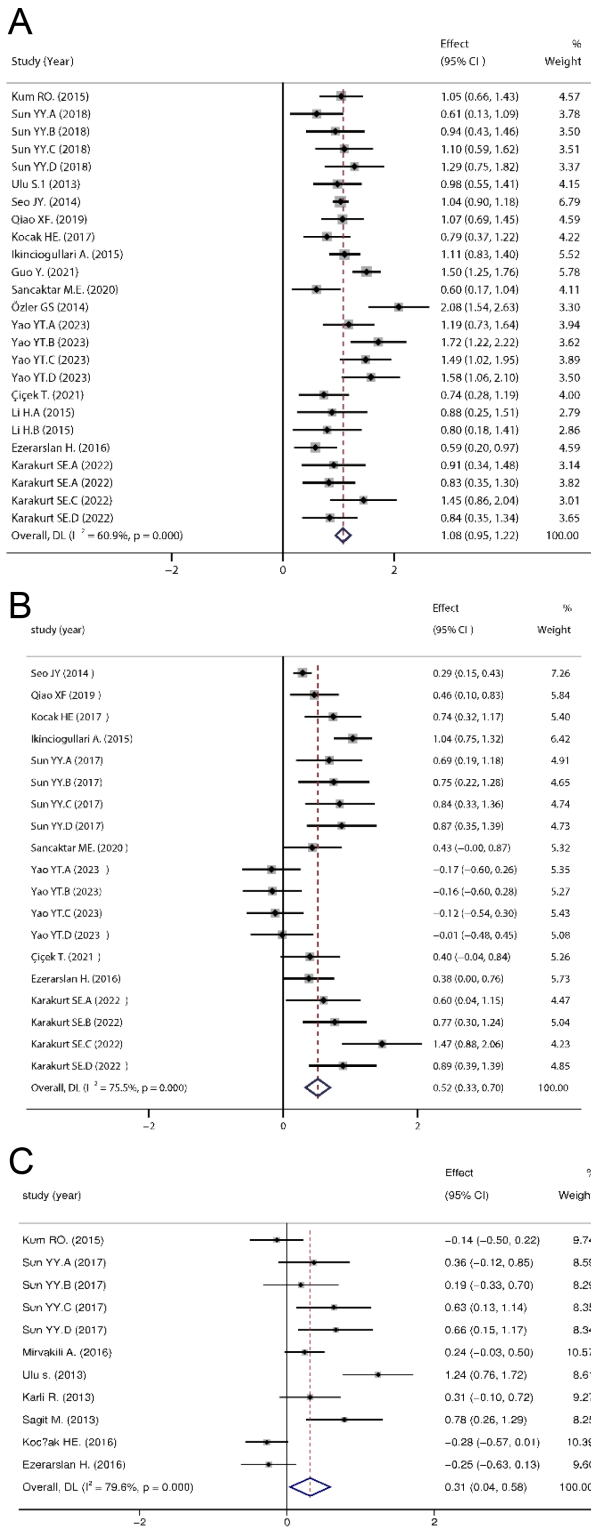 A
Effect %
Study (Year) (95% CI ) Weight
Kum RO. (2015) 1.05 (0.66, 1.43) 4.57
Sun YY.A (2018) 0.61 (0.13, 1.09) 3.78
Sun YY.B (2018) 0.94 (0.43, 1.46) 3.50
Sun YY.C (2018) 1.10 (0.59, 1.62) 3.51
Sun YY.D (2018) 1.29 (0.75, 1.82) 3.37
Ulu S.1 (2013) 0.98 (0.55, 1.41) 4.15
Seo JY. (2014) 1.04 (0.90, 1.18) 6.79
Qiao XF. (2019) 1.07 (0.69, 1.45) 4.59
Kocak HE. (2017) 0.79 (0.37, 1.22) 4.22
Ikinciogullari A. (2015) 1.11 (0.83, 1.40) 5.52
Guo Y. (2021) 1.50 (1.25, 1.76) 5.78
Sancaktar M.E. (2020) 0.60 (0.17, 1.04) 4.11
Özler GS (2014) 2.08 (1.54, 2.63) 3.30
Yao YT.A (2023) 1.19 (0.73, 1.64) 3.94
Yao YT.B (2023) 1.72 (1.22, 2.22) 3.62
Yao YT.C (2023) 1.49 (1.02, 1.95) 3.89
Yao YT.D (2023) 1.58 (1.06, 2.10) 3.50
Çiçek T. (2021) 0.74 (0.28, 1.19) 4.00
Li H.A (2015) 0.88 (0.25, 1.51) 2.79
Li H.B (2015) 0.80 (0.18, 1.41) 2.86
Ezerarslan H. (2016) 0.59 (0.20, 0.97) 4.59
Karakurt SE.A (2022) 0.91 (0.34, 1.48) 3.14
Karakurt SE.A (2022) 0.83 (0.35, 1.30) 3.82
Karakurt SE.C (2022) 1.45 (0.86, 2.04) 3.01
Karakurt SE.D (2022) 0.84 (0.35, 1.34) 3.65
Overall, DL (I ² = 60.9%, p = 0.000) 1.08 (0.95, 1.22) 100.00
−2 0 2
B
Effect %
study (year) (95% CI ) Weight
Seo JY (2014 ) 0.29 (0.15, 0.43) 7.26
Qiao XF (2019 ) 0.46 (0.10, 0.83) 5.84
Kocak HE (2017 ) 0.74 (0.32, 1.17) 5.40
Ikinciogullari A. (2015) 1.04 (0.75, 1.32) 6.42
Sun YY.A (2017) 0.69 (0.19, 1.18) 4.91
Sun YY.B (2017) 0.75 (0.22, 1.28) 4.65
Sun YY.C (2017) 0.84 (0.33, 1.36) 4.74
Sun YY.D (2017) 0.87 (0.35, 1.39) 4.73
Sancaktar ME. (2020 ) 0.43 (−0.00, 0.87) 5.32
Yao YT.A (2023 ) −0.17 (−0.60, 0.26) 5.35
Yao YT.B (2023) −0.16 (−0.60, 0.28) 5.27
Yao YT.C (2023) −0.12 (−0.54, 0.30) 5.43
Yao YT.D (2023 ) −0.01 (−0.48, 0.45) 5.08
Çiçek T. (2021 ) 0.40 (−0.04, 0.84) 5.26
Ezerarslan H. (2016) 0.38 (0.00, 0.76) 5.73
Karakurt SE.A (2022 ) 0.60 (0.04, 1.15) 4.47
Karakurt SE.B (2022) 0.77 (0.30, 1.24) 5.04
Karakurt SE.C (2022) 1.47 (0.88, 2.06) 4.23
Karakurt SE.D (2022 ) 0.89 (0.39, 1.39) 4.85
Overall, DL (I ² = 75.5%, p = 0.000) 0.52 (0.33, 0.70) 100.00
−2 0 2
C
Effect %
study (year) (95% CI) Weigh
Kum RO. (2015) −0.14 (−0.50, 0.22) 9.74
Sun YY.A (2017) 0.36 (−0.12, 0.85) 8.59
Sun YY.B (2017) 0.19 (−0.33, 0.70) 8.29
Sun YY.C (2017) 0.63 (0.13, 1.14) 8.35
Sun YY.D (2017) 0.66 (0.15, 1.17) 8.34
Mirvakili A. (2016) 0.24 (−0.03, 0.50) 10.57
Ulu s. (2013) 1.24 (0.76, 1.72) 8.61
Karli R. (2013) 0.31 (−0.10, 0.72) 9.27
Sagit M. (2013) 0.78 (0.26, 1.29) 8.25
Koc?ak HE. (2016) −0.28 (−0.57, 0.01) 10.39
Ezerarslan H. (2016) −0.25 (−0.63, 0.13) 9.60
Overall, DL (I² = 79.6%, p = 0.000) 0.31 (0.04, 0.58) 100.00
−2 0 2